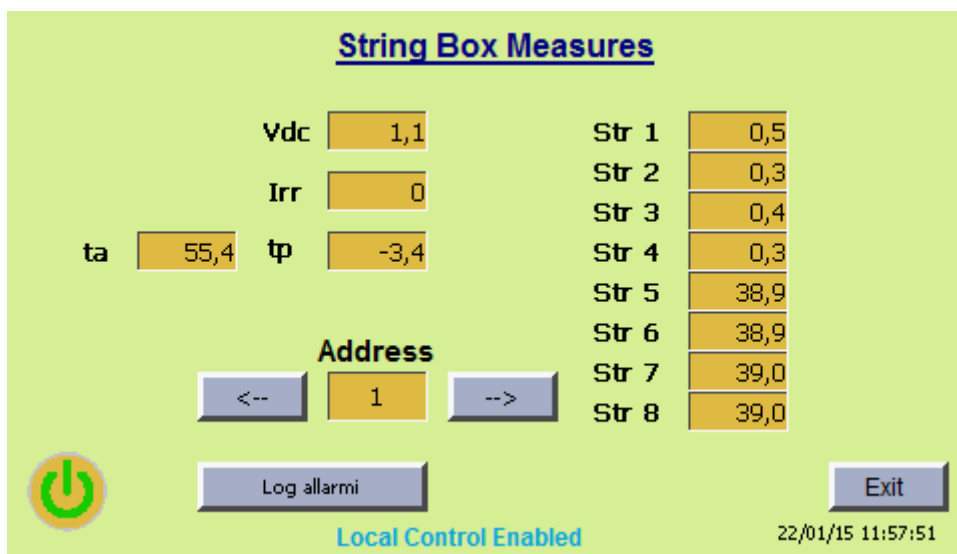 String Box Measures
Vdc 1,1
Irr 0
ta 55,4 tp -3,4
Str 1 0,5
Str 2 0,3
Str 3 0,4
Str 4 0,3
Str 5 38,9
Str 6 38,9
Str 7 39,0
Str 8 39,0
Address
<-- 1 -->
Log allarmi
Exit
Local Control Enabled
22/01/15 11:57:51